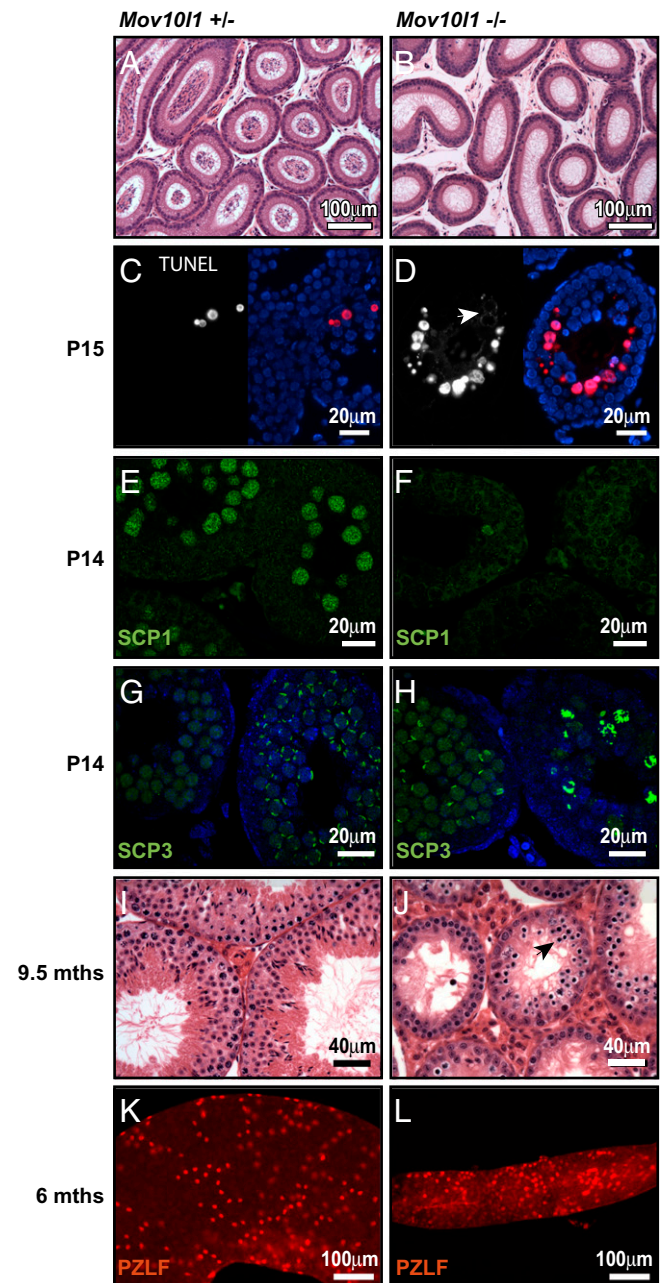 Mov10l1 +/- Mov10l1 -/-
A B
100μm 100μm
P15
C TUNEL D
20μm 20μm
P14
E F
SCP1 20μm SCP1 20μm
P14
G H
SCP3 20μm SCP3 20μm
9.5 mths
I J
40μm 40μm
6 mths
K L
PZLF 100μm PZLF 100μm